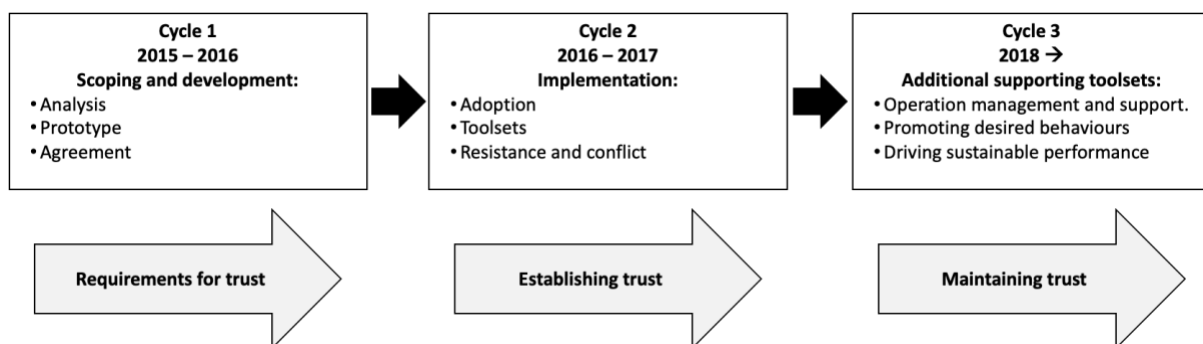 Cycle 1
2015 – 2016
Scoping and development:
• Analysis
• Prototype
• Agreement
Cycle 2
2016 – 2017
Implementation:
• Adoption
• Toolsets
• Resistance and conflict
Cycle 3
2018 →
Additional supporting toolsets:
• Operation management and support.
• Promoting desired behaviours
• Driving sustainable performance
Requirements for trust
Establishing trust
Maintaining trust